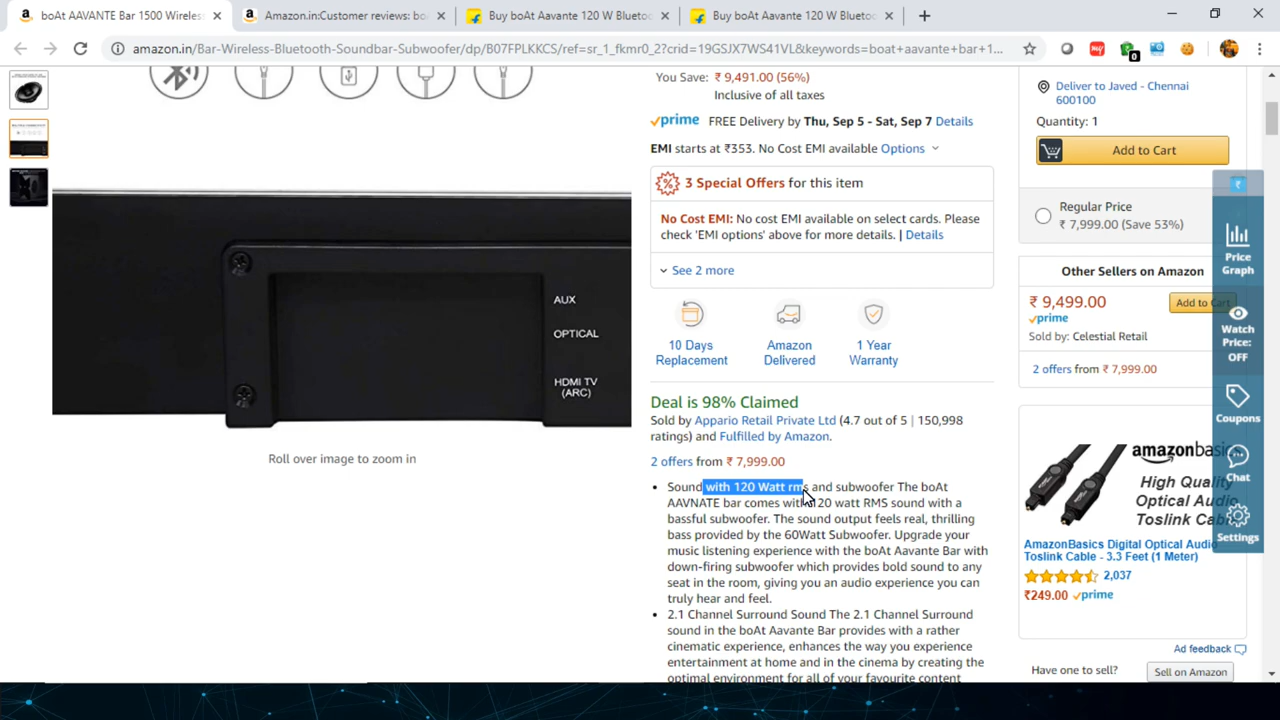 boAt AAVANTE Bar 1500 Wireless
Amazon.in:Customer reviews: bo
Buy boAt Aavante 120 W Bluetoo
Buy boAt Aavante 120 W Bluetoo
amazon.in/Bar-Wireless-Bluetooth-Soundbar-Subwoofer/dp/B07FPLKKCS/ref=sr_1_fkmr0_2?crid=19GSJX7WS41VL&keywords=boat+aavante+bar+1...
0
You Save: ₹ 9,491.00 (56%)
Inclusive of all taxes
prime FREE Delivery by Thu, Sep 5 - Sat, Sep 7 Details
EMI starts at ₹353. No Cost EMI available Options
3 Special Offers for this item
No Cost EMI: No cost EMI available on select cards. Please
check 'EMI options' above for more details. | Details
See 2 more
10 Days
Replacement
Amazon
Delivered
1 Year
Warranty
Deal is 98% Claimed
Sold by Appario Retail Private Ltd (4.7 out of 5 | 150,998
ratings) and Fulfilled by Amazon.
2 offers from ₹ 7,999.00
Sound with 120 Watt rms and subwoofer The boAt
AAVNATE bar comes with 120 watt RMS sound with a
bassful subwoofer. The sound output feels real, thrilling
bass provided by the 60Watt Subwoofer. Upgrade your
music listening experience with the boAt Aavante Bar with
down-firing subwoofer which provides bold sound to any
seat in the room, giving you an audio experience you can
truly hear and feel.
2.1 Channel Surround Sound The 2.1 Channel Surround
sound in the boAt Aavante Bar provides with a rather
cinematic experience, enhances the way you experience
entertainment at home and in the cinema by creating the
optimal environment for all of your favourite content
AUX
OPTICAL
HDMI TV
(ARC)
Roll over image to zoom in
Deliver to Javed - Chennai
600100
Quantity: 1
Add to Cart
Regular Price
₹ 7,999.00 (Save 53%)
Other Sellers on Amazon
₹ 9,499.00
Add to Cart
prime
Sold by: Celestial Retail
2 offers from ₹ 7,999.00
amazonbasics
High Quality
Optical Audio
Toslink Cab
AmazonBasics Digital Optical Audio
Toslink Cable - 3.3 Feet (1 Meter)
2,037
₹249.00 prime
Ad feedback
Have one to sell?
Sell on Amazon
₹
Price
Graph
Watch
Price:
OFF
Coupons
Chat
Settings